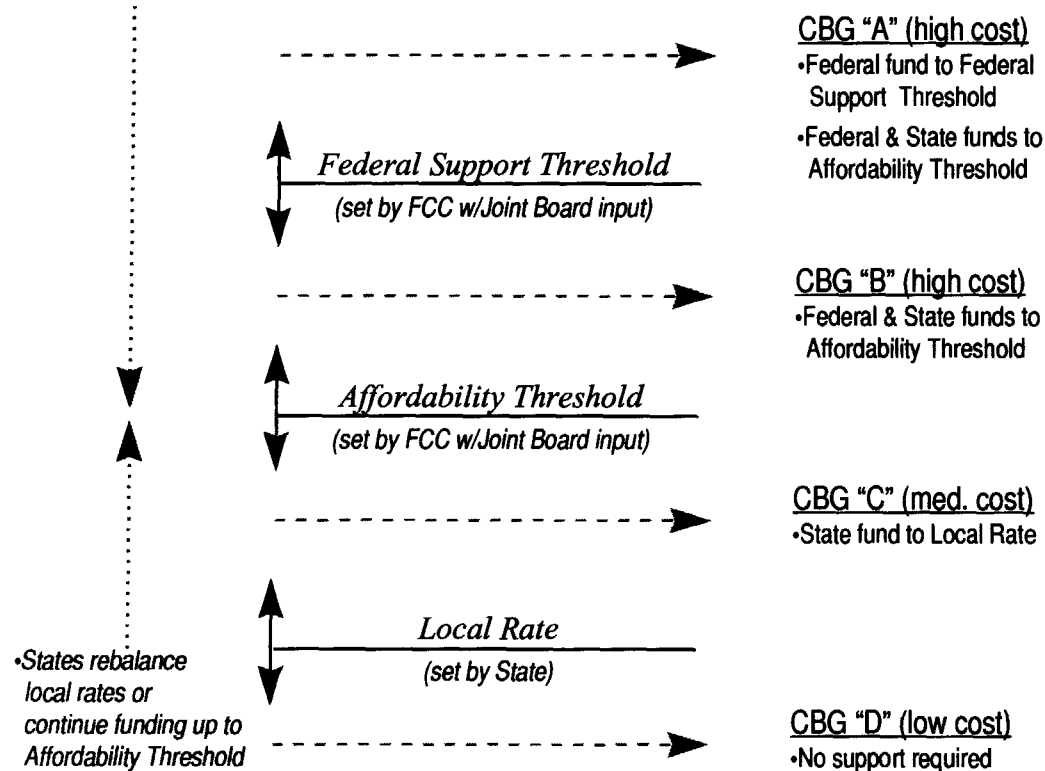 CBG “A” (high cost)
•Federal fund to Federal
Support Threshold
•Federal & State funds to
Affordability Threshold
Federal Support Threshold
(set by FCC w/Joint Board input)
CBG “B” (high cost)
•Federal & State funds to
Affordability Threshold
Affordability Threshold
(set by FCC w/Joint Board input)
CBG “C” (med. cost)
•State fund to Local Rate
Local Rate
(set by State)
•States rebalance
local rates or
continue funding up to
Affordability Threshold
CBG “D” (low cost)
•No support required